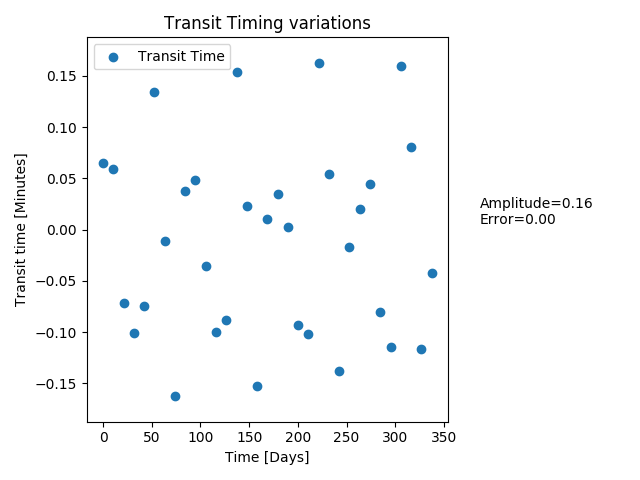 Transit Timing variations
Transit Time
Transit time [Minutes]
0.15
0.10
0.05
0.00
−0.05
−0.10
−0.15
0 50 100 150 200 250 300 350
Time [Days]
Amplitude=0.16
Error=0.00